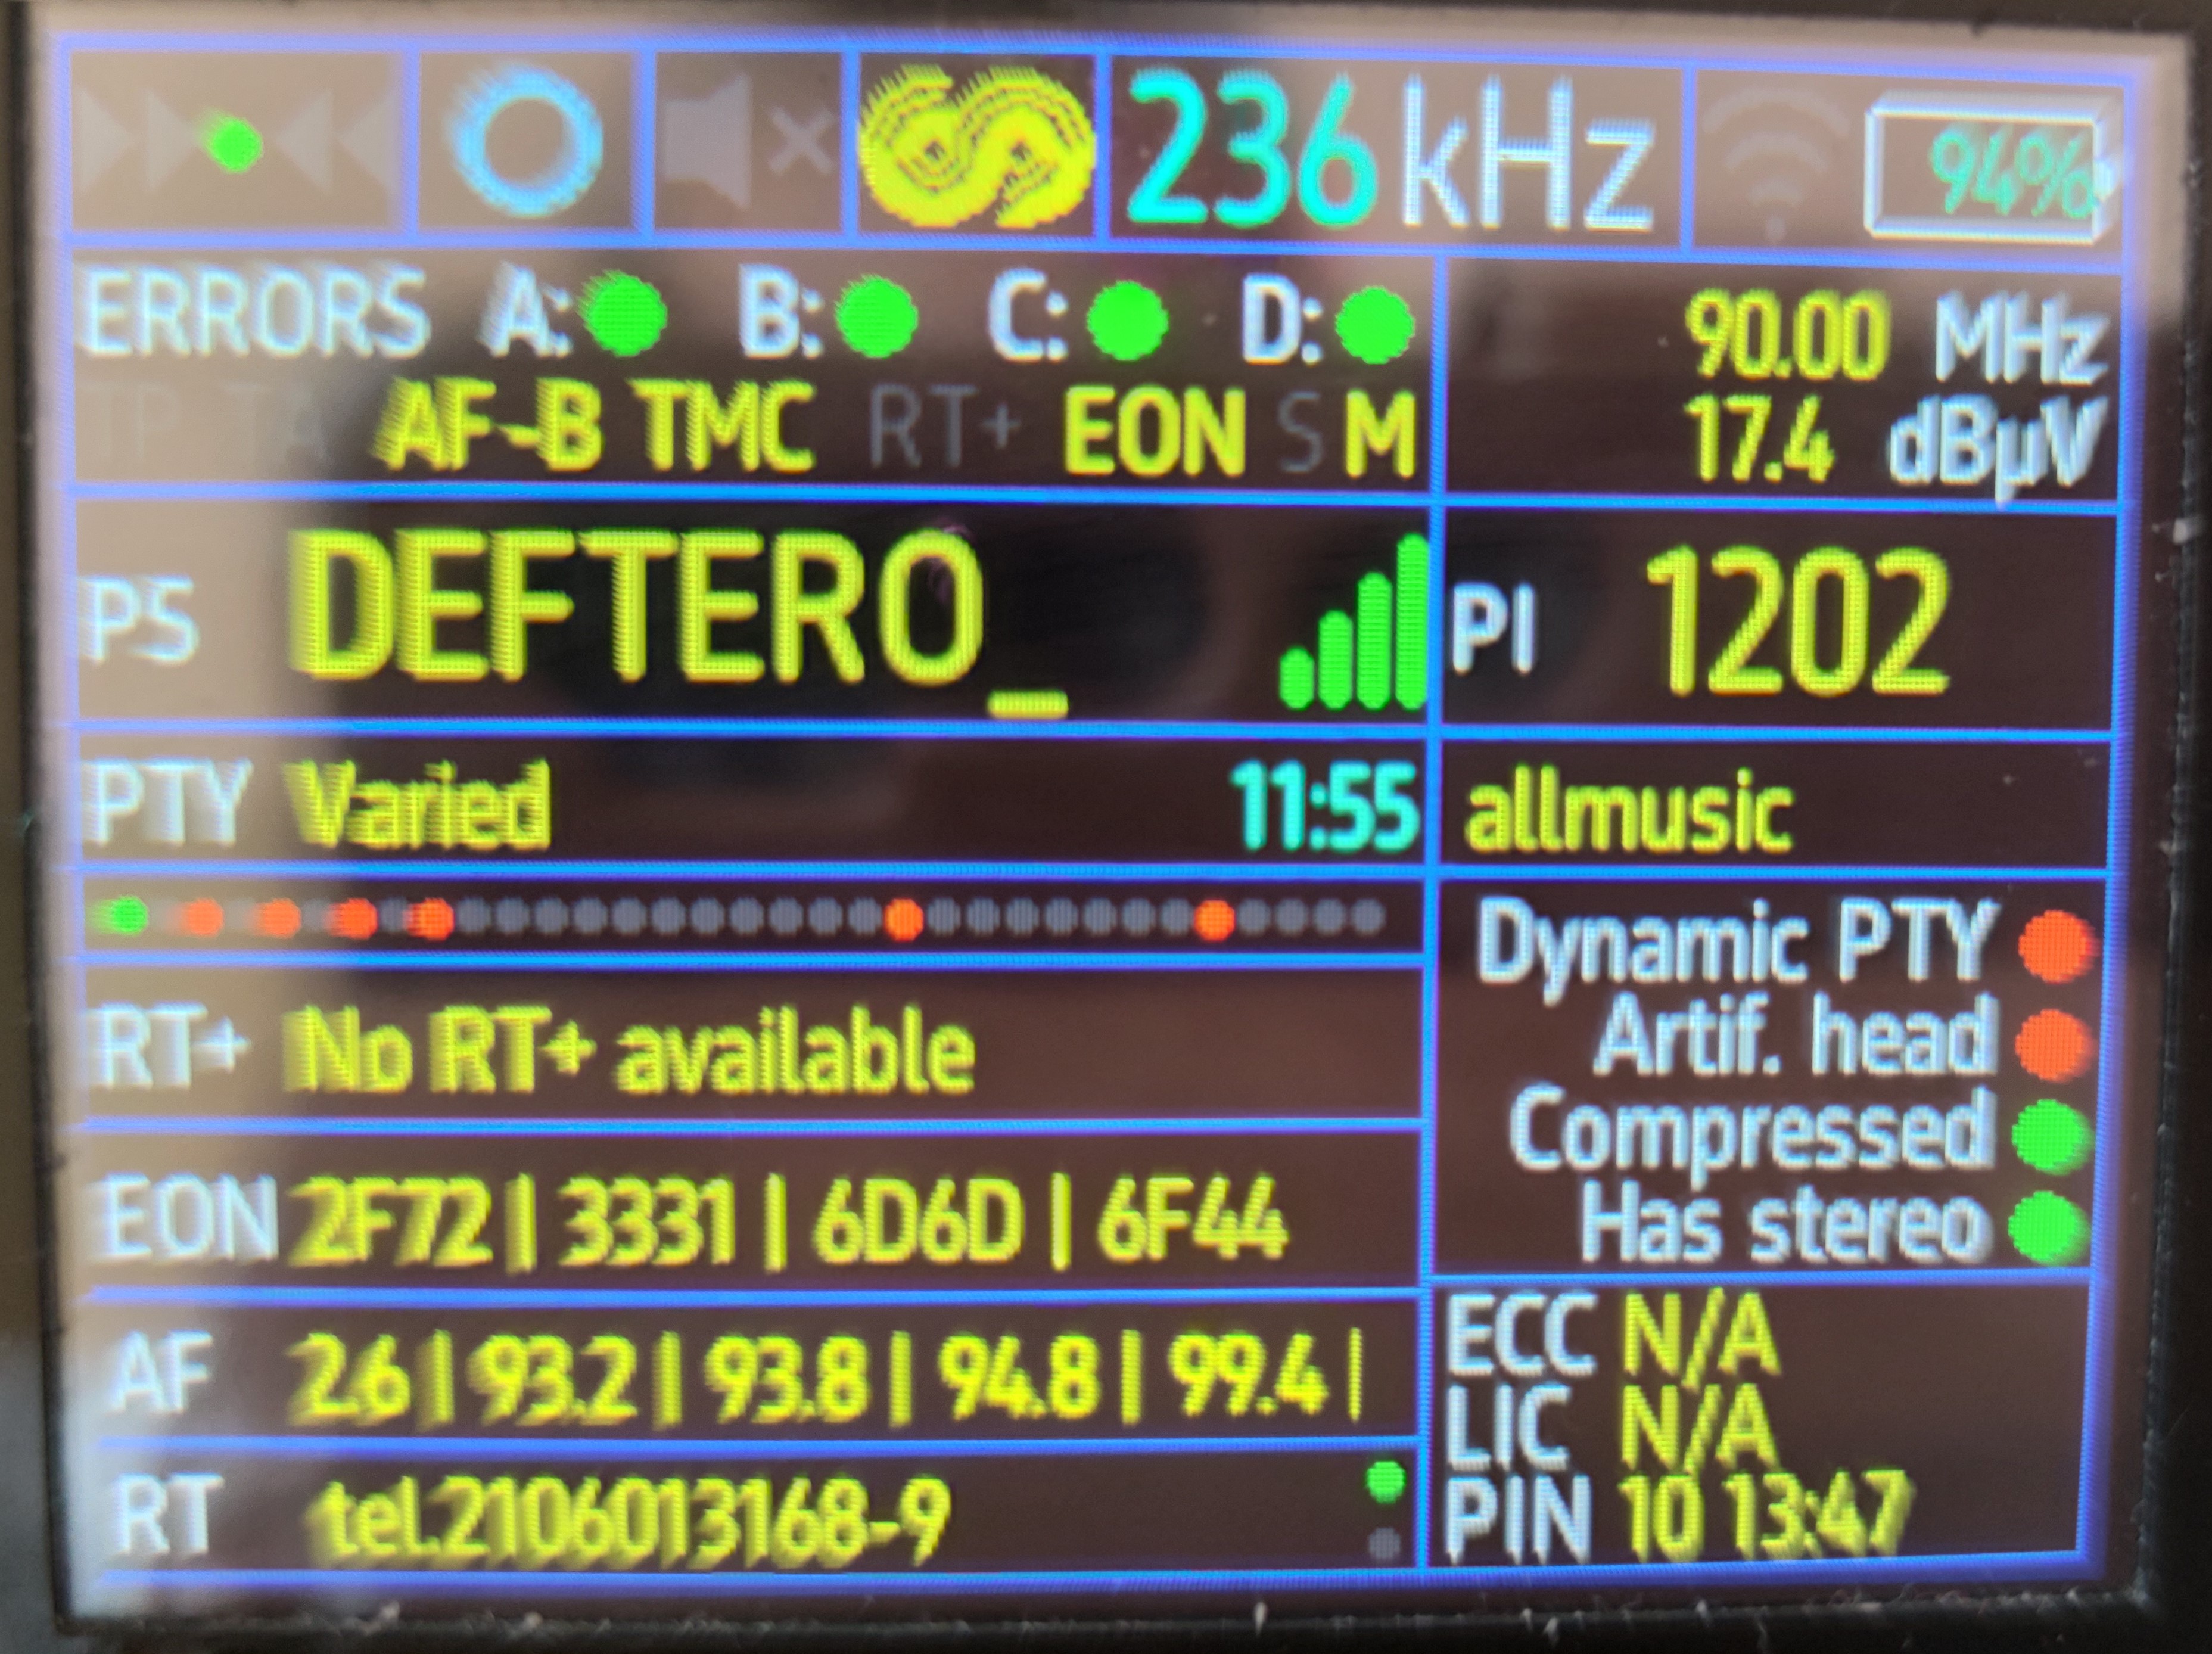 236 kHz 94%
ERRORS A: B: C: D:
90.00 MHz
TP TA AF-B TMC RT+ EON S M
17.4 dBµV
PS DEFTERO_
PI 1202
PTY Varied 11:55
allmusic
Dynamic PTY
Artif. head
Compressed
Has stereo
RT+ No RT+ available
EON 2F72 | 3331 | 6D6D | 6F44
AF 2.6 | 93.2 | 93.8 | 94.8 | 99.4 |
RT tel.2106013168-9
ECC N/A
LIC N/A
PIN 10 13:47